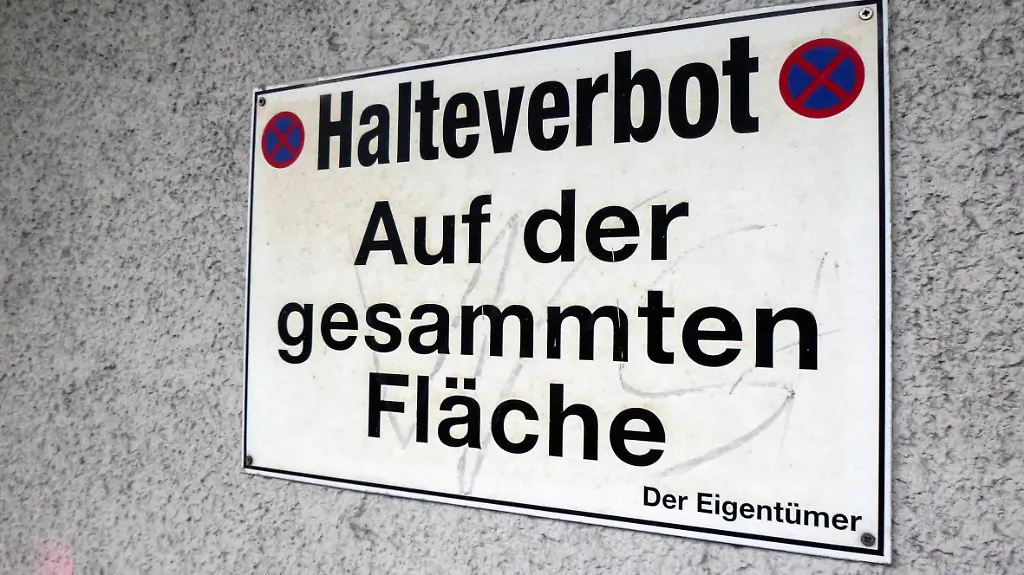 Halteverbot
Auf der
gesammten
Fläche
Der Eigentümer